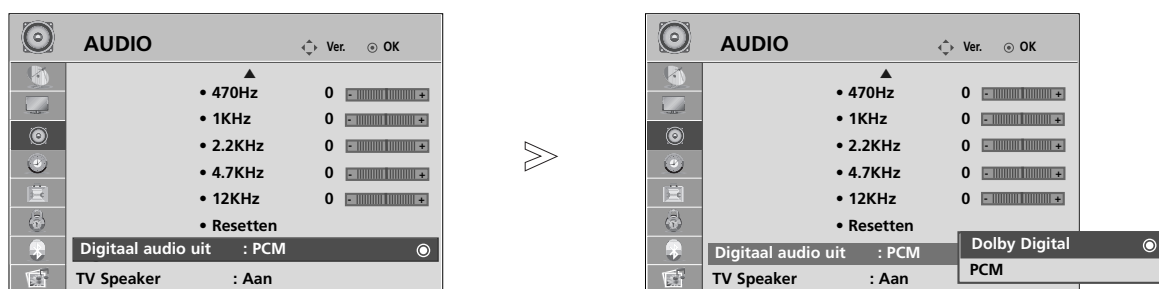 AUDIO Ver. OK
• 470Hz 0 - +
• 1KHz 0 - +
• 2.2KHz 0 - +
• 4.7KHz 0 - +
• 12KHz 0 - +
• Resetten
Digitaal audio uit : PCM
TV Speaker : Aan
AUDIO Ver. OK
• 470Hz 0 - +
• 1KHz 0 - +
• 2.2KHz 0 - +
• 4.7KHz 0 - +
• 12KHz 0 - +
• Resetten
Digitaal audio uit : PCM
TV Speaker : Aan
Dolby Digital
PCM